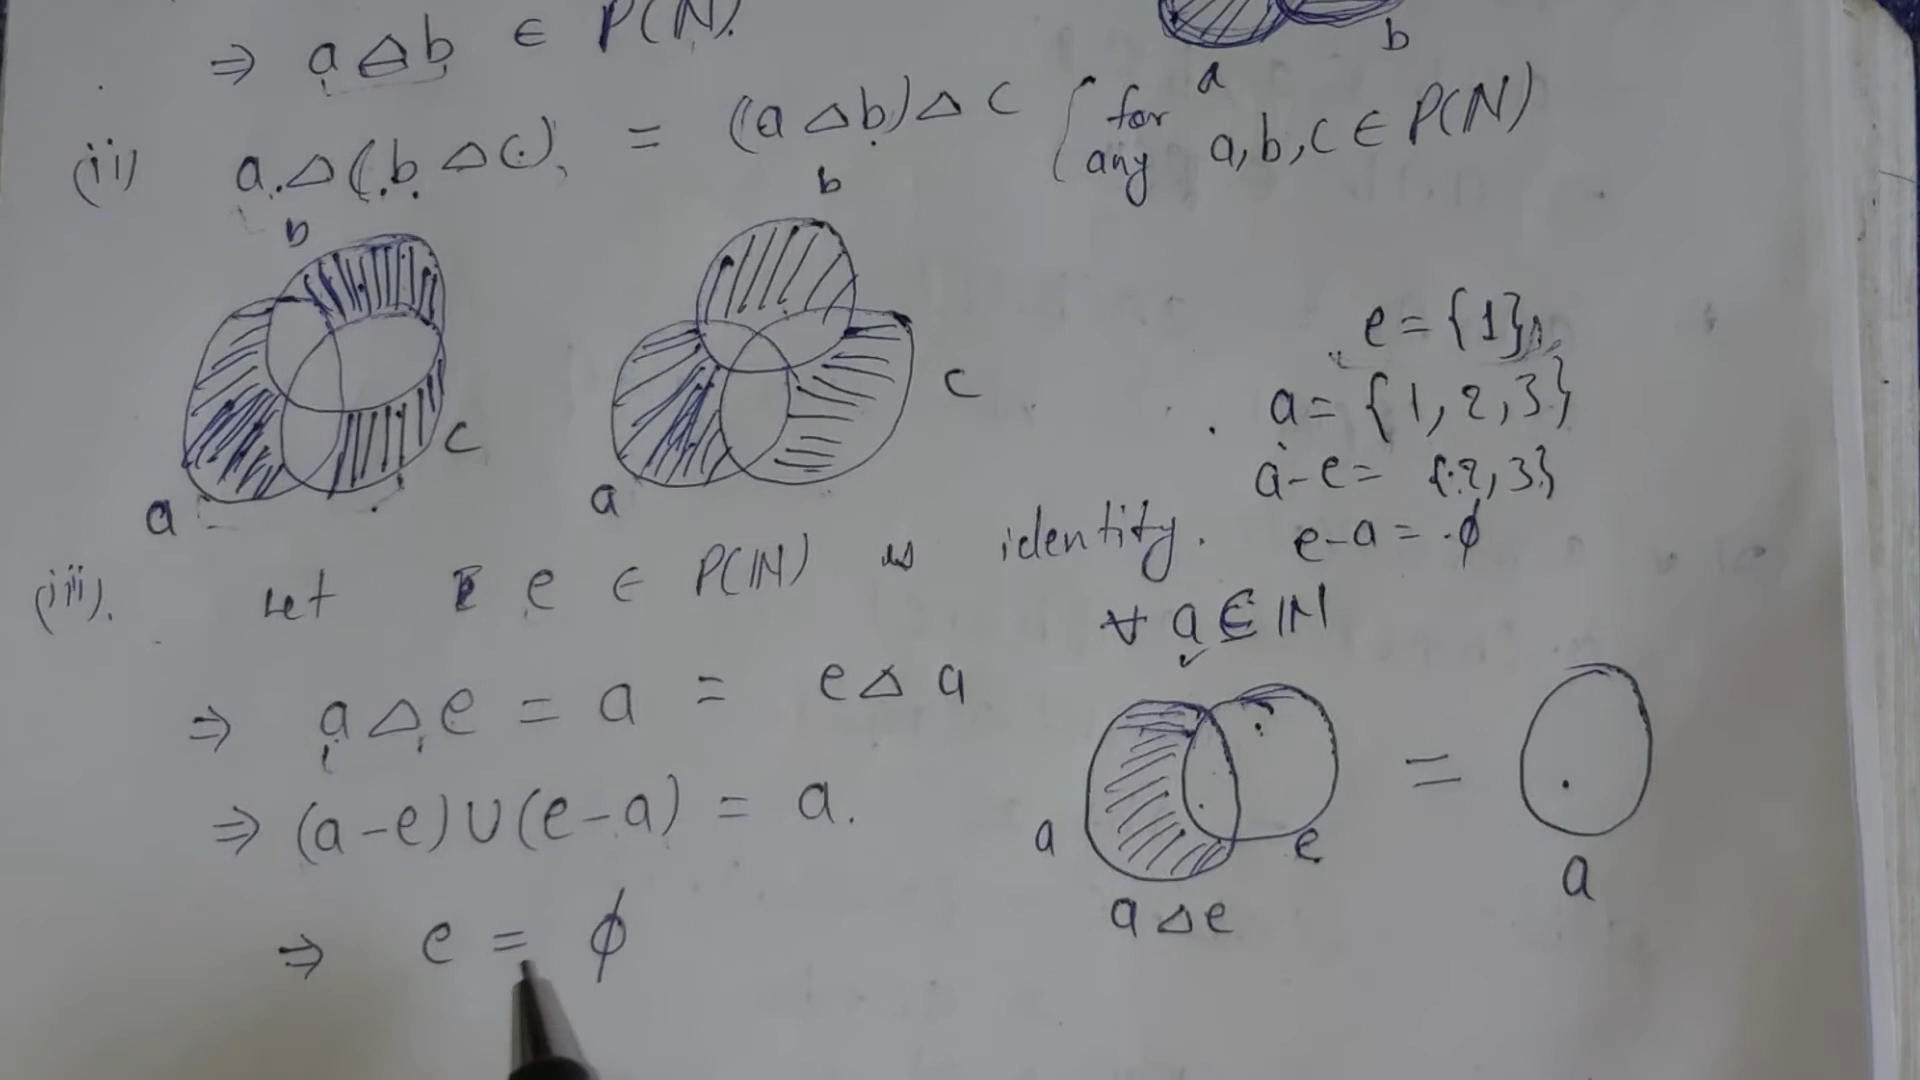 ⇒ a Δ b ∈ P(N).
b
a
(ii) a Δ (b Δ c) = (a Δ b) Δ c { for any a, b, c ∈ P(N)
b
b
c
c
a
a
e = {1},
a = {1, 2, 3}
a - e = {2, 3}
e - a = ϕ
(iii). Let e ∈ P(N) is identity.
∀ a ∈ N
⇒ a Δ e = a = e Δ a
⇒ (a - e) ∪ (e - a) = a.
a
e
=
a
a Δ e
⇒ e = ϕ